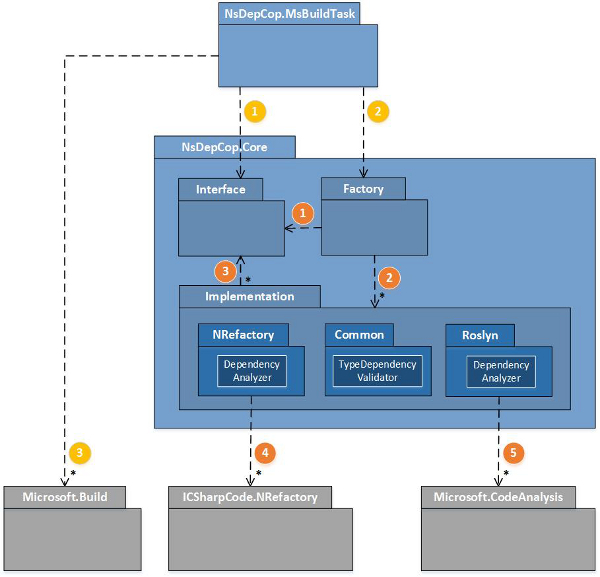 NsDepCop.MsBuildTask
1
2
NsDepCop.Core
Interface
Factory
1
3
*
2
*
Implementation
NRefactory
Common
Roslyn
Dependency
Analyzer
TypeDependency
Validator
Dependency
Analyzer
3
*
4
*
5
*
Microsoft.Build
ICSharpCode.NRefactory
Microsoft.CodeAnalysis